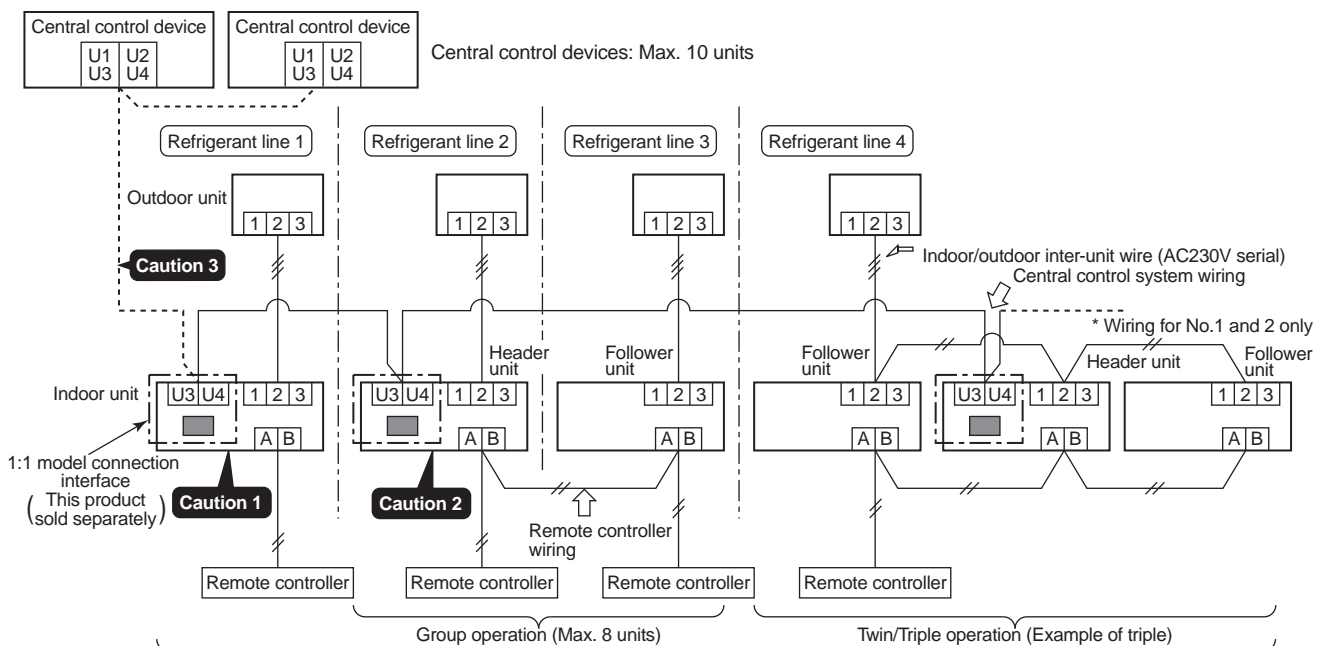 Central control device
Central control device
U1 U2
U3 U4
U1 U2
U3 U4
Central control devices: Max. 10 units
Refrigerant line 1
Refrigerant line 2
Refrigerant line 3
Refrigerant line 4
Outdoor unit
1 2 3
1 2 3
1 2 3
1 2 3
Caution 3
Indoor/outdoor inter-unit wire (AC230V serial)
Central control system wiring
* Wiring for No.1 and 2 only
Header
unit
Follower
unit
Follower
unit
Header unit
Follower
unit
Indoor unit
U3 U4 1 2 3
U3 U4 1 2 3
1 2 3
1 2 3
U3 U4 1 2 3
1 2 3
A B
A B
A B
A B
A B
A B
1:1 model connection
interface
(This product
sold separately)
Caution 1
Caution 2
Remote controller
wiring
Remote controller
Remote controller
Remote controller
Remote controller
Group operation (Max. 8 units)
Twin/Triple operation (Example of triple)